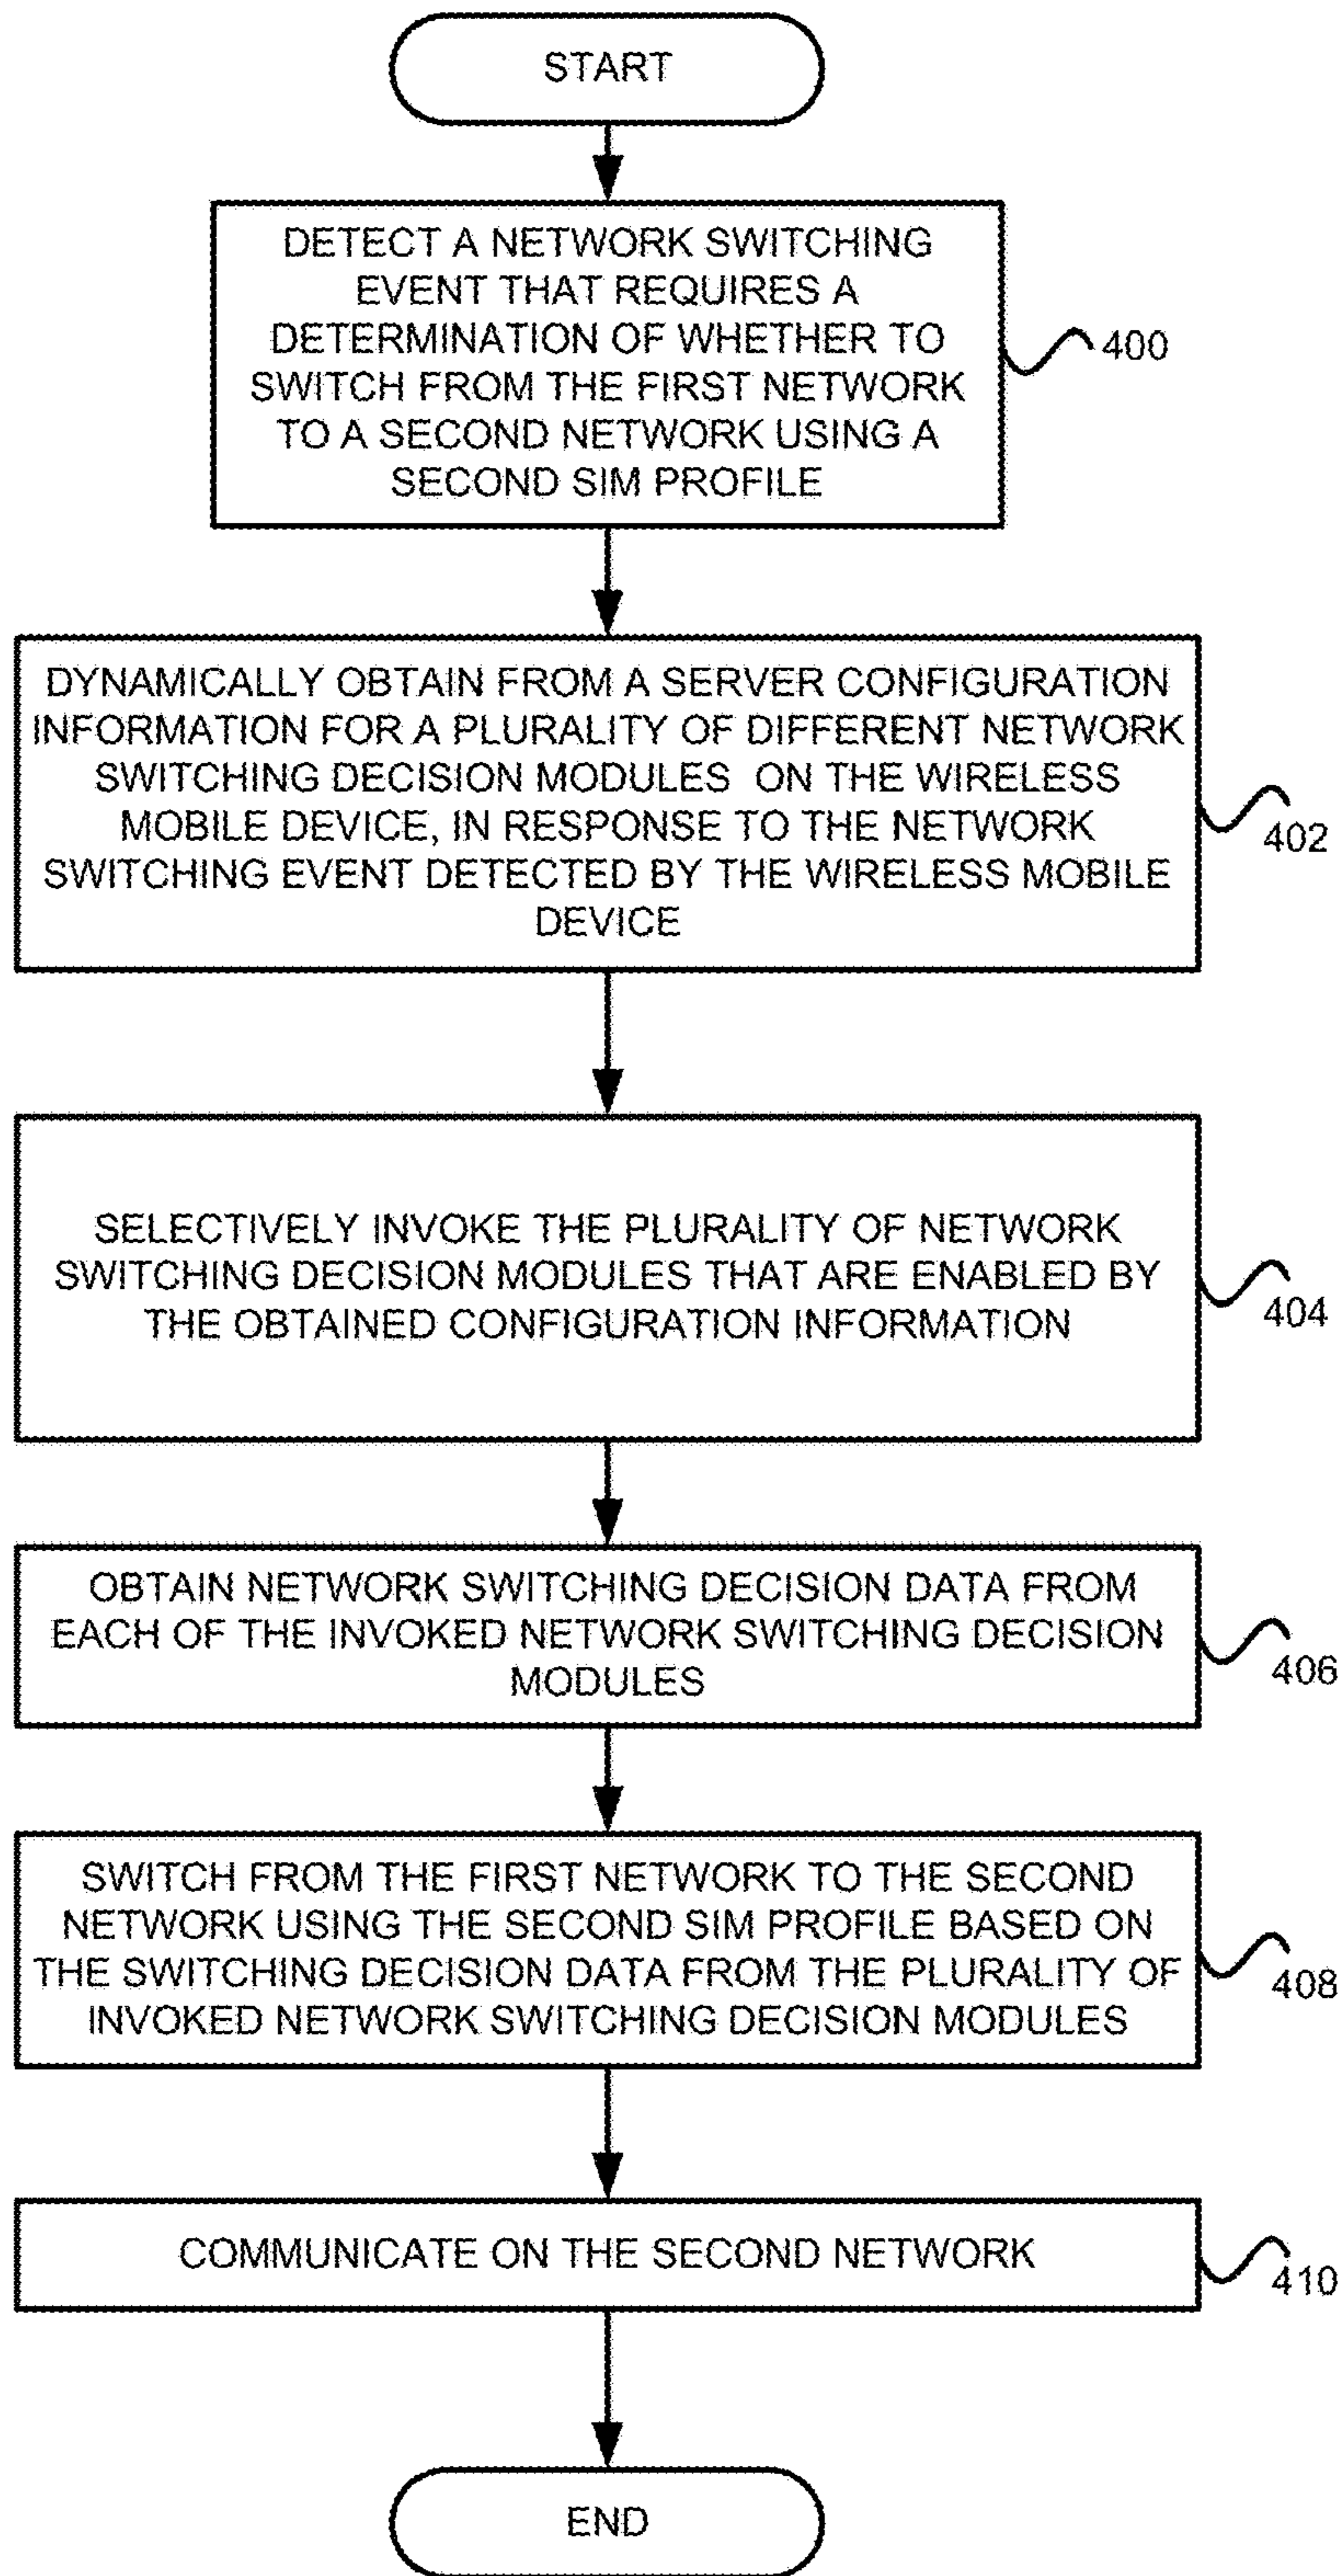 START
DETECT A NETWORK SWITCHING
EVENT THAT REQUIRES A
DETERMINATION OF WHETHER TO
SWITCH FROM THE FIRST NETWORK
TO A SECOND NETWORK USING A
SECOND SIM PROFILE
400
DYNAMICALLY OBTAIN FROM A SERVER CONFIGURATION
INFORMATION FOR A PLURALITY OF DIFFERENT NETWORK
SWITCHING DECISION MODULES ON THE WIRELESS
MOBILE DEVICE, IN RESPONSE TO THE NETWORK
SWITCHING EVENT DETECTED BY THE WIRELESS MOBILE
DEVICE
402
SELECTIVELY INVOKE THE PLURALITY OF NETWORK
SWITCHING DECISION MODULES THAT ARE ENABLED BY
THE OBTAINED CONFIGURATION INFORMATION
404
OBTAIN NETWORK SWITCHING DECISION DATA FROM
EACH OF THE INVOKED NETWORK SWITCHING DECISION
MODULES
406
SWITCH FROM THE FIRST NETWORK TO THE SECOND
NETWORK USING THE SECOND SIM PROFILE BASED ON
THE SWITCHING DECISION DATA FROM THE PLURALITY OF
INVOKED NETWORK SWITCHING DECISION MODULES
408
COMMUNICATE ON THE SECOND NETWORK
410
END